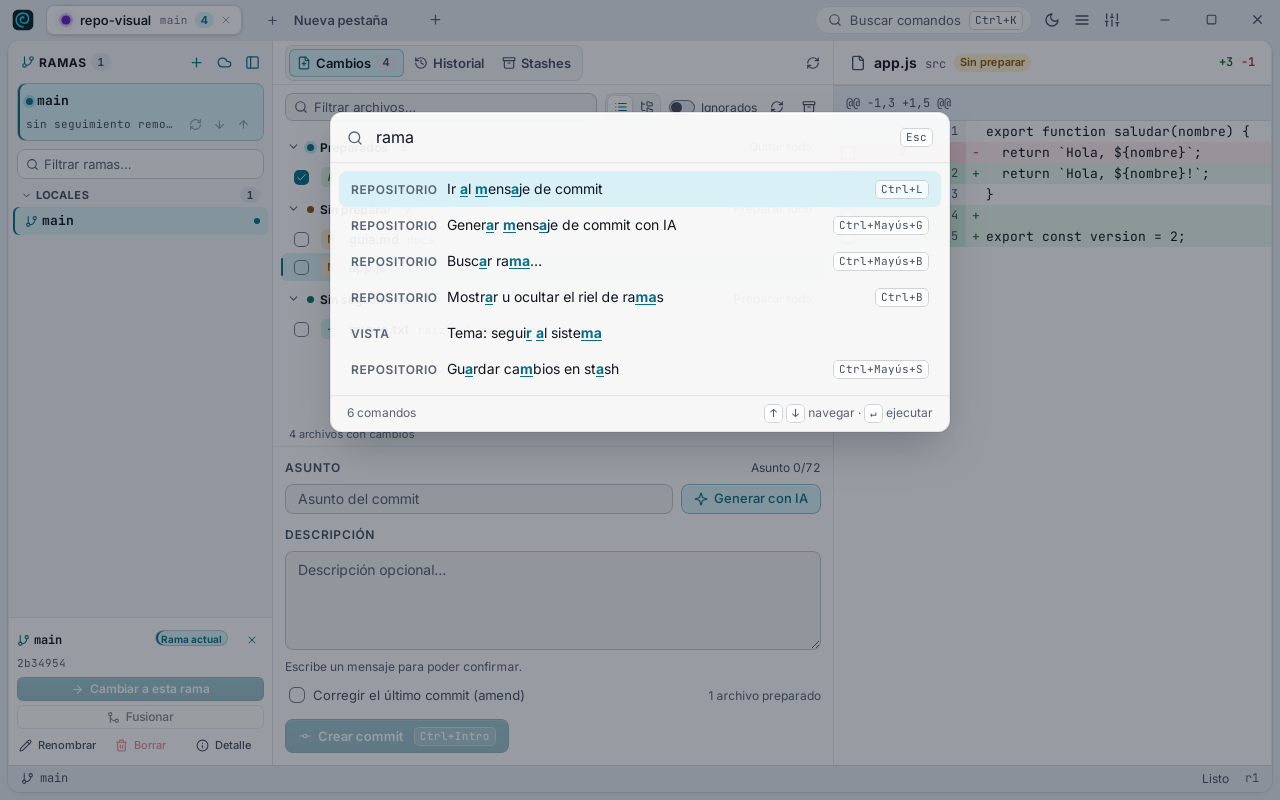 repo-visual main 4
Nueva pestaña
Buscar comandos Ctrl+K
RAMAS 1
main
sin seguimiento remo…
Filtrar ramas…
LOCALES 1
main
main Rama actual
2b34954
Cambiar a esta rama
Fusionar
Renombrar Borrar Detalle
Cambios 4 Historial Stashes
Filtrar archivos… Ignorados
rama Esc
REPOSITORIO Ir al mensaje de commit Ctrl+L
REPOSITORIO Generar mensaje de commit con IA Ctrl+Mayús+G
REPOSITORIO Buscar rama… Ctrl+Mayús+B
REPOSITORIO Mostrar u ocultar el riel de ramas Ctrl+B
VISTA Tema: seguir al sistema
REPOSITORIO Guardar cambios en stash Ctrl+Mayús+S
6 comandos ↑ ↓ navegar · ↵ ejecutar
4 archivos con cambios
ASUNTO Asunto 0/72
Asunto del commit Generar con IA
DESCRIPCIÓN
Descripción opcional…
Escribe un mensaje para poder confirmar.
Corregir el último commit (amend) 1 archivo preparado
Crear commit Ctrl+Intro
app.js src Sin preparar +3 -1
@@ -1,3 +1,5 @@
1 export function saludar(nombre) {
- return `Hola, ${nombre}`;
2 + return `Hola, ${nombre}!`;
3 }
4 +
5 + export const version = 2;
main Listo r1